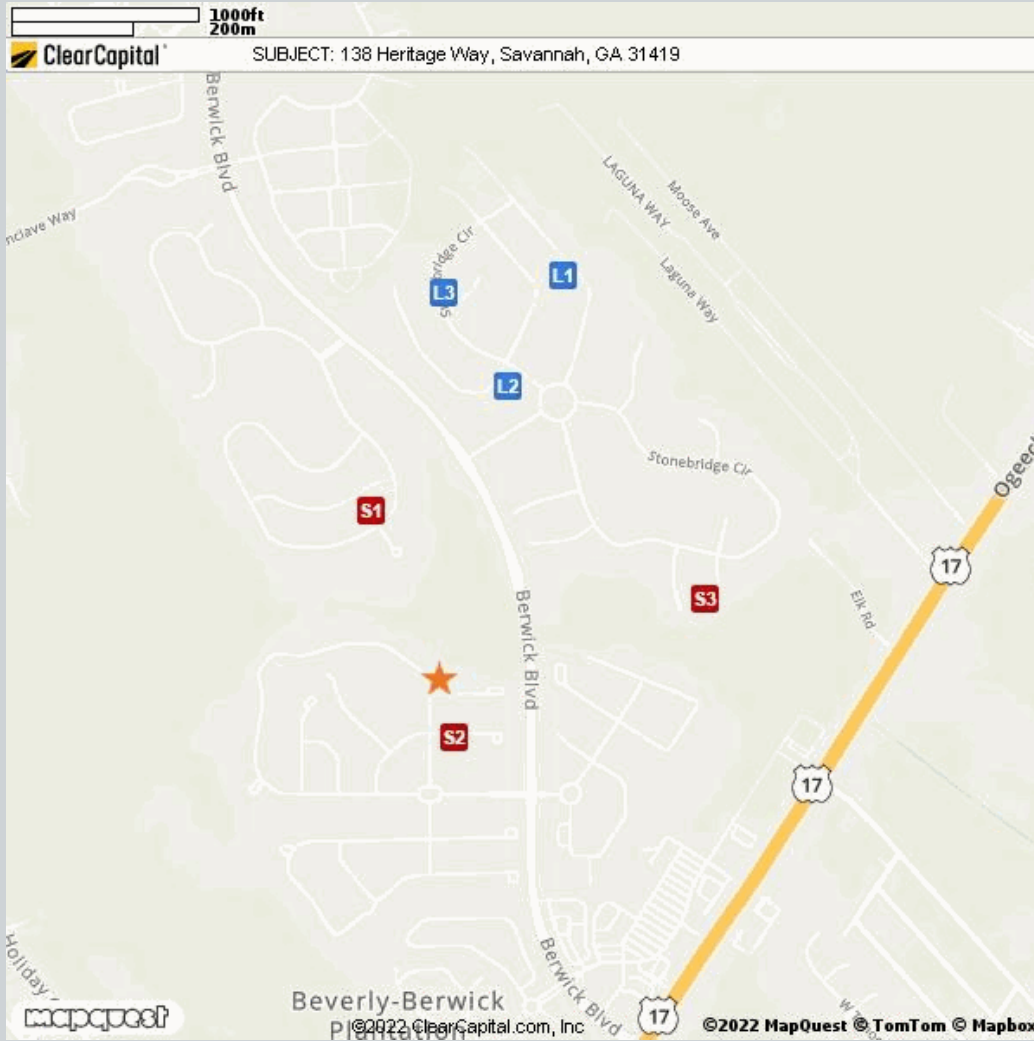 1000ft
200m
ClearCapital
SUBJECT: 138 Heritage Way, Savannah, GA 31419
Berwick Blvd
nclave Way
LAGUNA WAY
Moose Ave
Laguna Way
bridge Cir
S
L1
L3
L2
Stonebridge Cir
Ogeech
S1
17
Berwick Blvd
S3
Elk Rd
S2
17
Holiday
Berwick Blvd
Beverly-Berwick
Plantation
mapquest
©2022 ClearCapital.com, Inc
17
©2022 MapQuest © TomTom © Mapbox